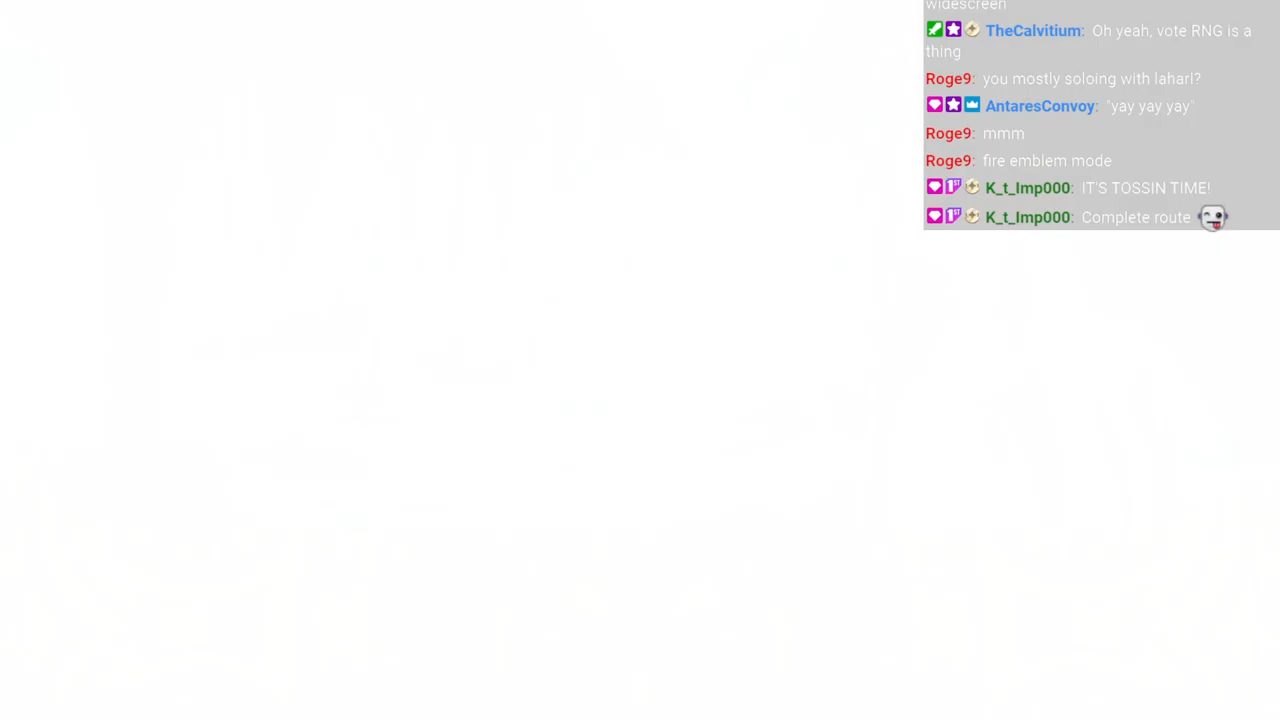 widescreen
TheCalvitium: Oh yeah, vote RNG is a
thing
Roge9: you mostly soloing with laharl?
AntaresConvoy: "yay yay yay"
Roge9: mmm
Roge9: fire emblem mode
K_t_Imp000: IT'S TOSSIN TIME!
K_t_Imp000: Complete route